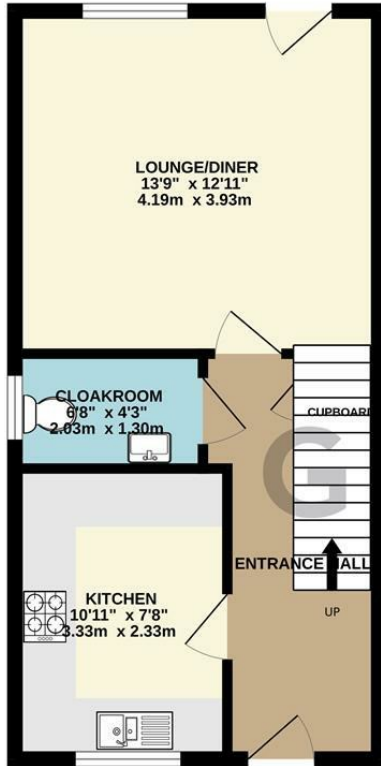 LOUNGE/DINER
13'9" x 12'11"
4.19m x 3.93m
CLOAKROOM
6'8" x 4'3"
2.03m x 1.30m
CUPBOARD
G
ENTRANCE HALL
UP
KITCHEN
10'11" x 7'8"
3.33m x 2.33m